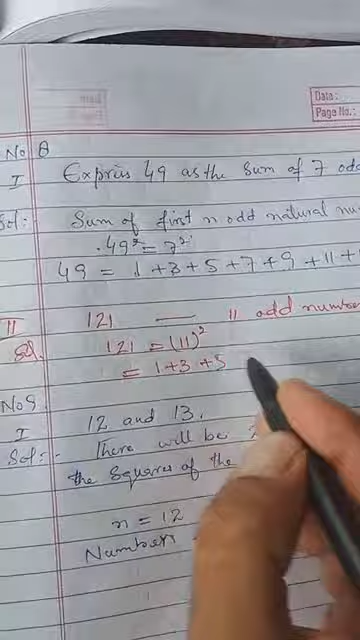 Date:
Page No.:
No 8
I Express 49 as the Sum of 7 odd
Sol:- Sum of first n odd natural nu
49² = 7²
49 = 1+3+5+7+9+11+
II 121 — 11 odd number
Sol. 121 = (11)²
= 1+3+5
No 9.
I 12 and 13.
Sol:- There will be
the squares of the
n = 12
Number